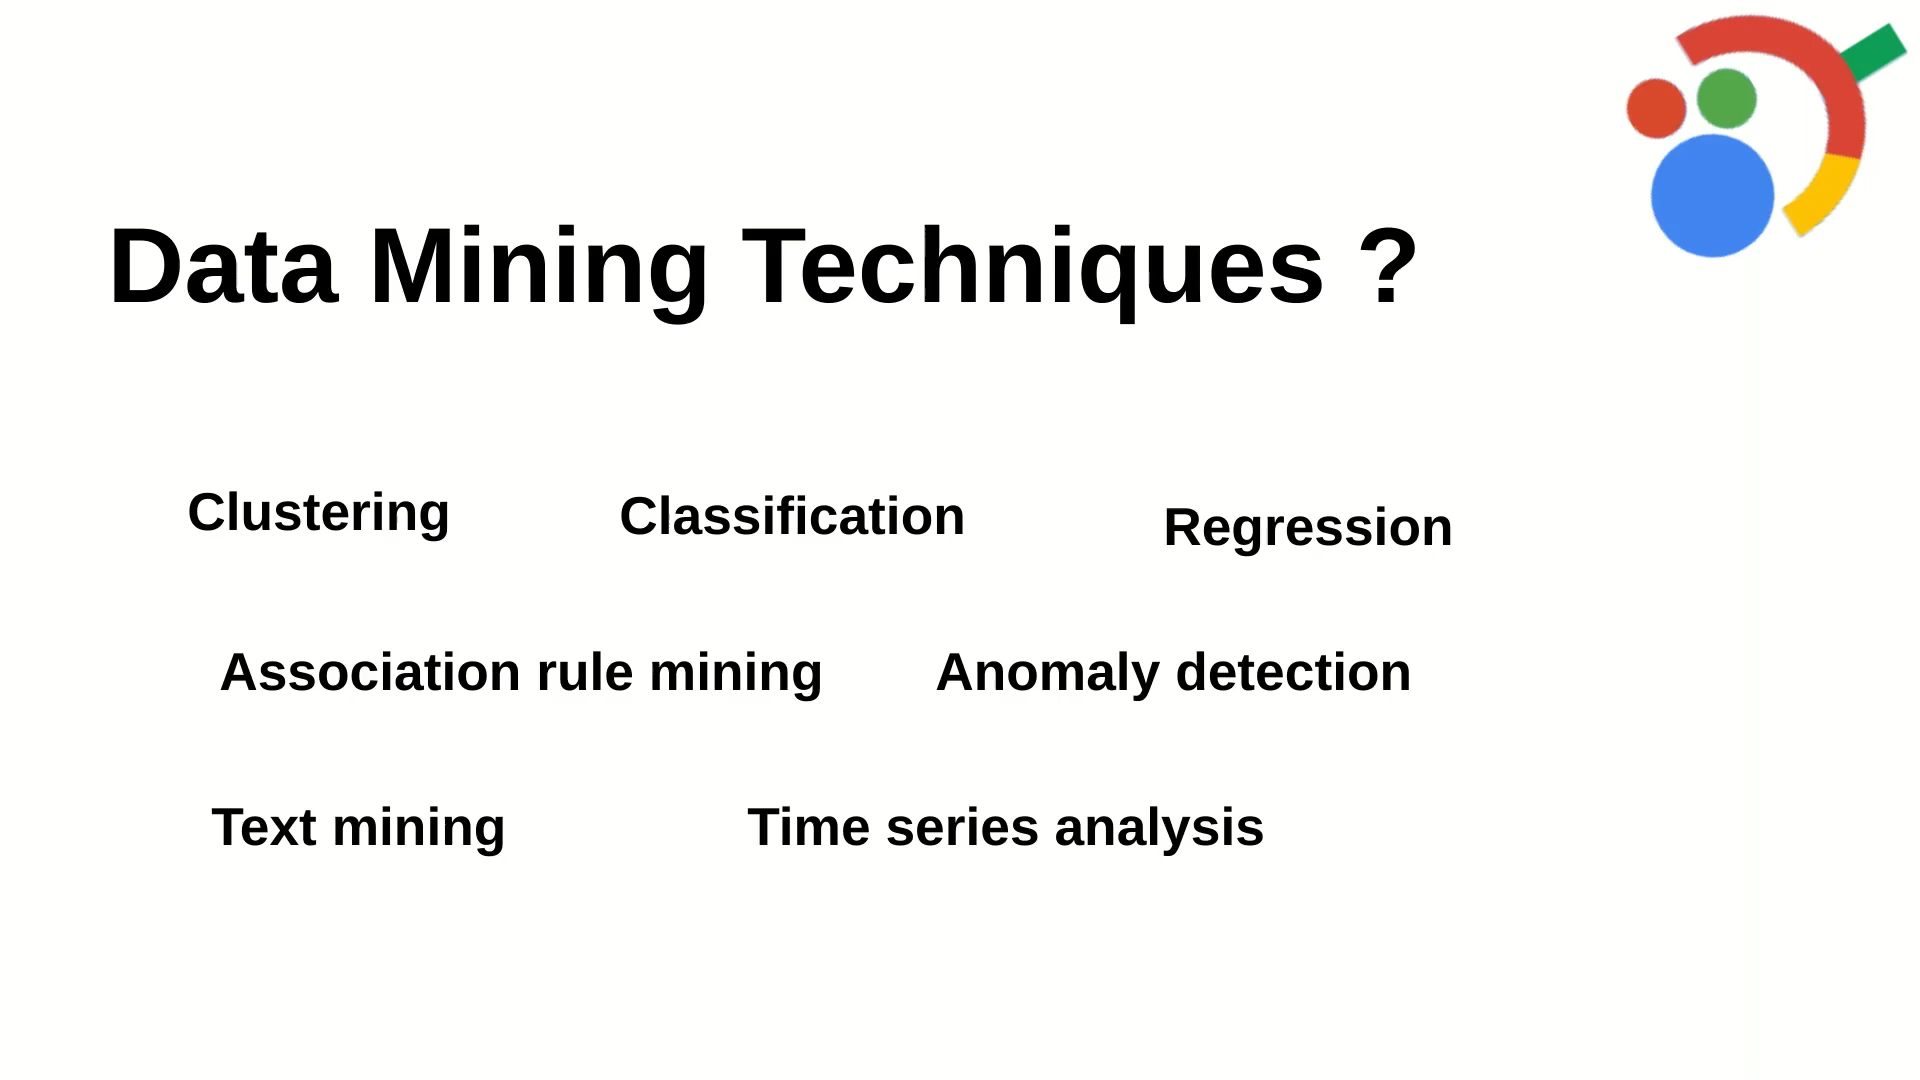 Data Mining Techniques ?
Clustering Classification Regression
Association rule mining Anomaly detection
Text mining Time series analysis